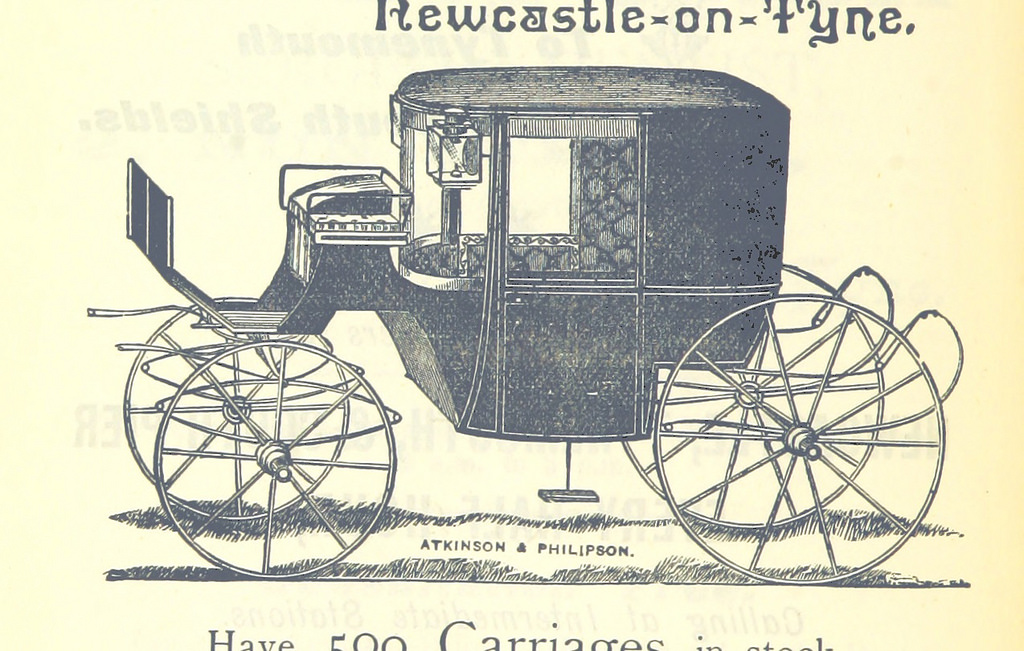 Newcastle-on-Tyne.
ATKINSON & PHILIPSON.
Have 500 Carriages in stock